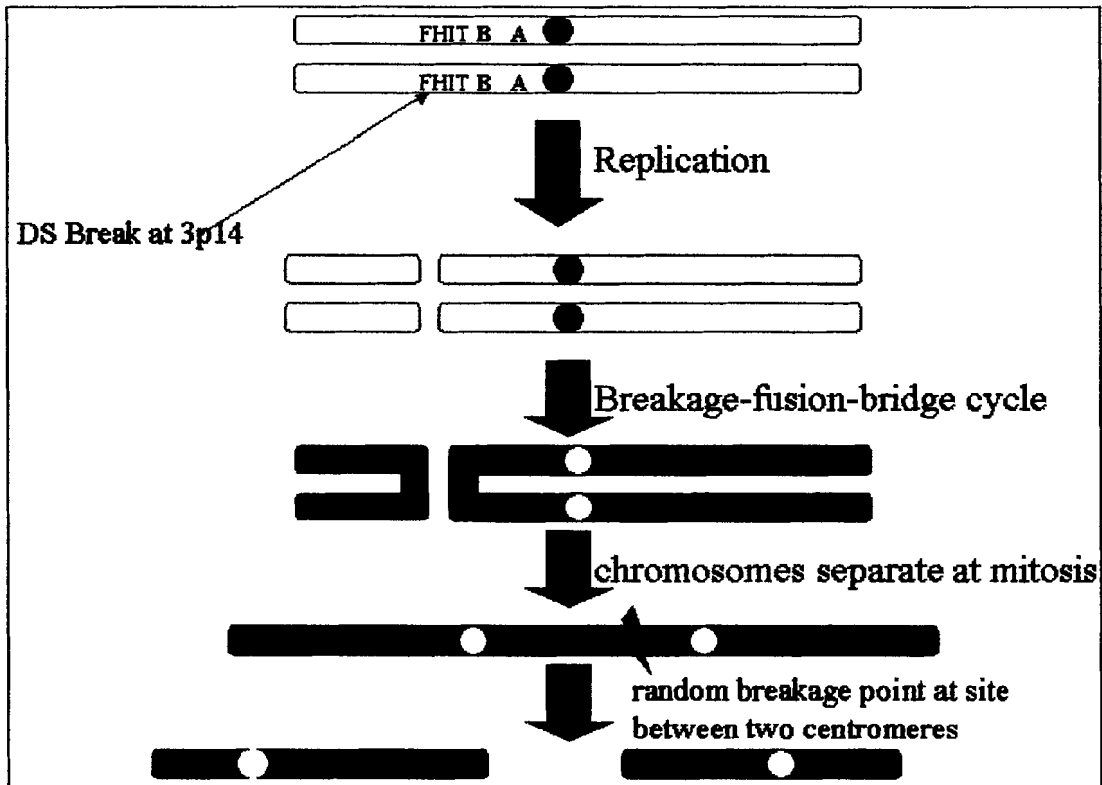 FHIT B A
FHIT B A
Replication
DS Break at 3p14
Breakage-fusion-bridge cycle
chromosomes separate at mitosis
random breakage point at site
between two centromeres